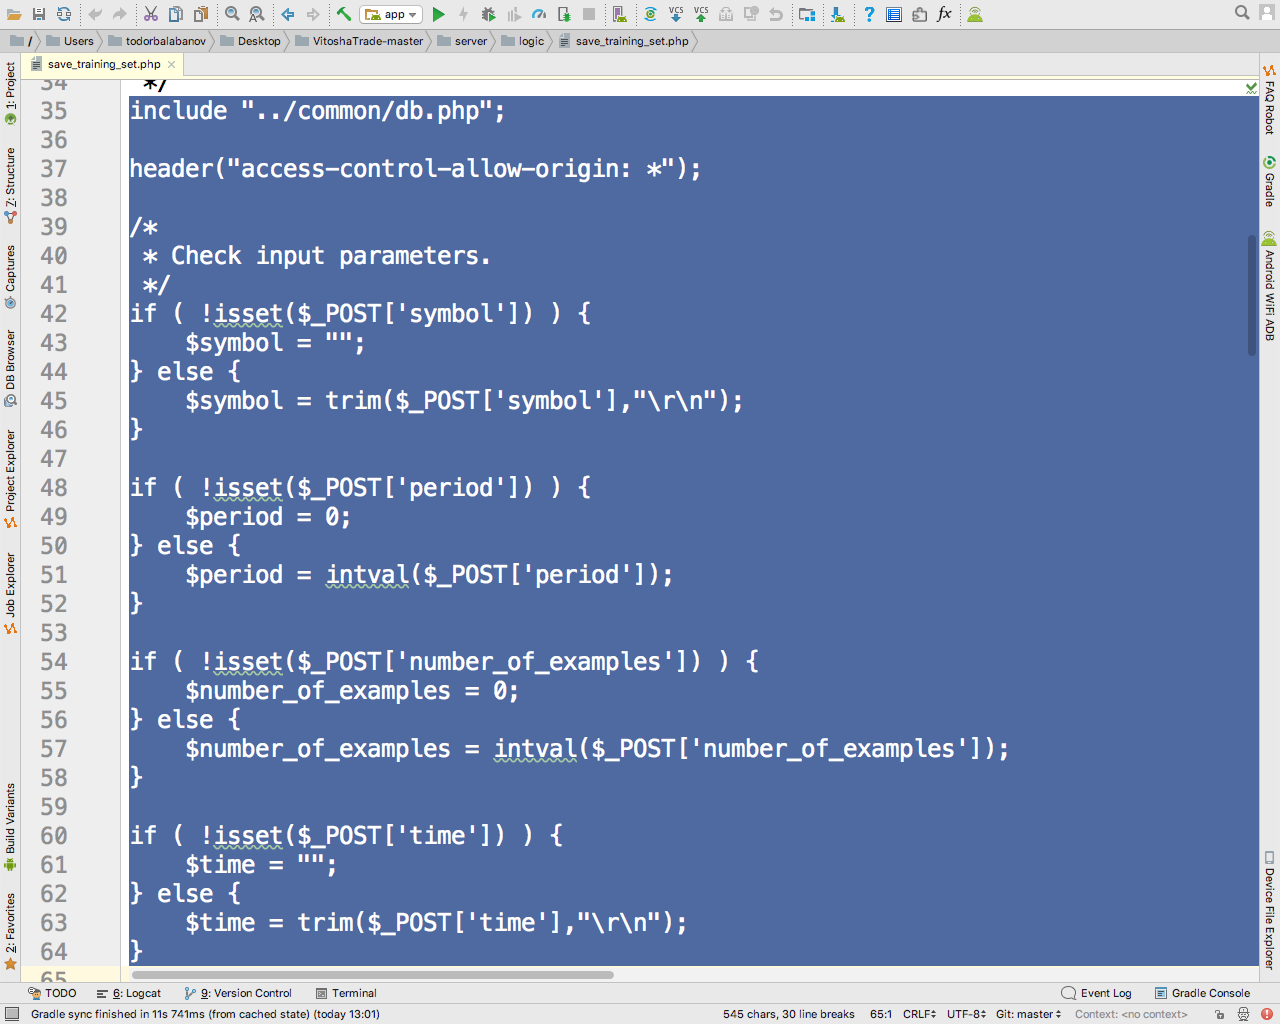 app
VCS
VCS
fx
/
Users
todorbalabanov
Desktop
VitoshaTrade-master
server
logic
save_training_set.php
save_training_set.php
1: Project
Z: Structure
Captures
DB Browser
Project Explorer
Job Explorer
Build Variants
2: Favorites
34 */
35 include "../common/db.php";
36
37 header("access-control-allow-origin: *");
38
39 /*
40 * Check input parameters.
41 */
42 if ( !isset($_POST['symbol']) ) {
43 $symbol = "";
44 } else {
45 $symbol = trim($_POST['symbol'],"\r\n");
46 }
47
48 if ( !isset($_POST['period']) ) {
49 $period = 0;
50 } else {
51 $period = intval($_POST['period']);
52 }
53
54 if ( !isset($_POST['number_of_examples']) ) {
55 $number_of_examples = 0;
56 } else {
57 $number_of_examples = intval($_POST['number_of_examples']);
58 }
59
60 if ( !isset($_POST['time']) ) {
61 $time = "";
62 } else {
63 $time = trim($_POST['time'],"\r\n");
64 }
65
FAQ Robot
Gradle
Android WiFi ADB
Device File Explorer
TODO
6: Logcat
9: Version Control
Terminal
Event Log
Gradle Console
Gradle sync finished in 11s 741ms (from cached state) (today 13:01)
545 chars, 30 line breaks
65:1
CRLF
UTF-8
Git: master
Context: <no context>